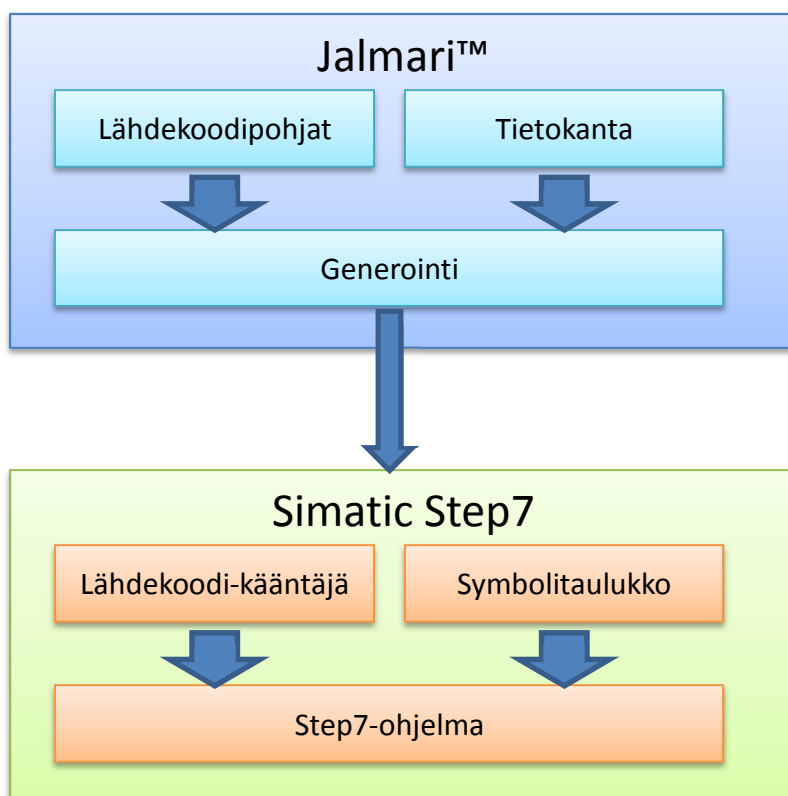 Jalmari™
Lähdekoodipohjat
Tietokanta
Generointi
Simatic Step7
Lähdekoodi-kääntäjä
Symbolitaulukko
Step7-ohjelma